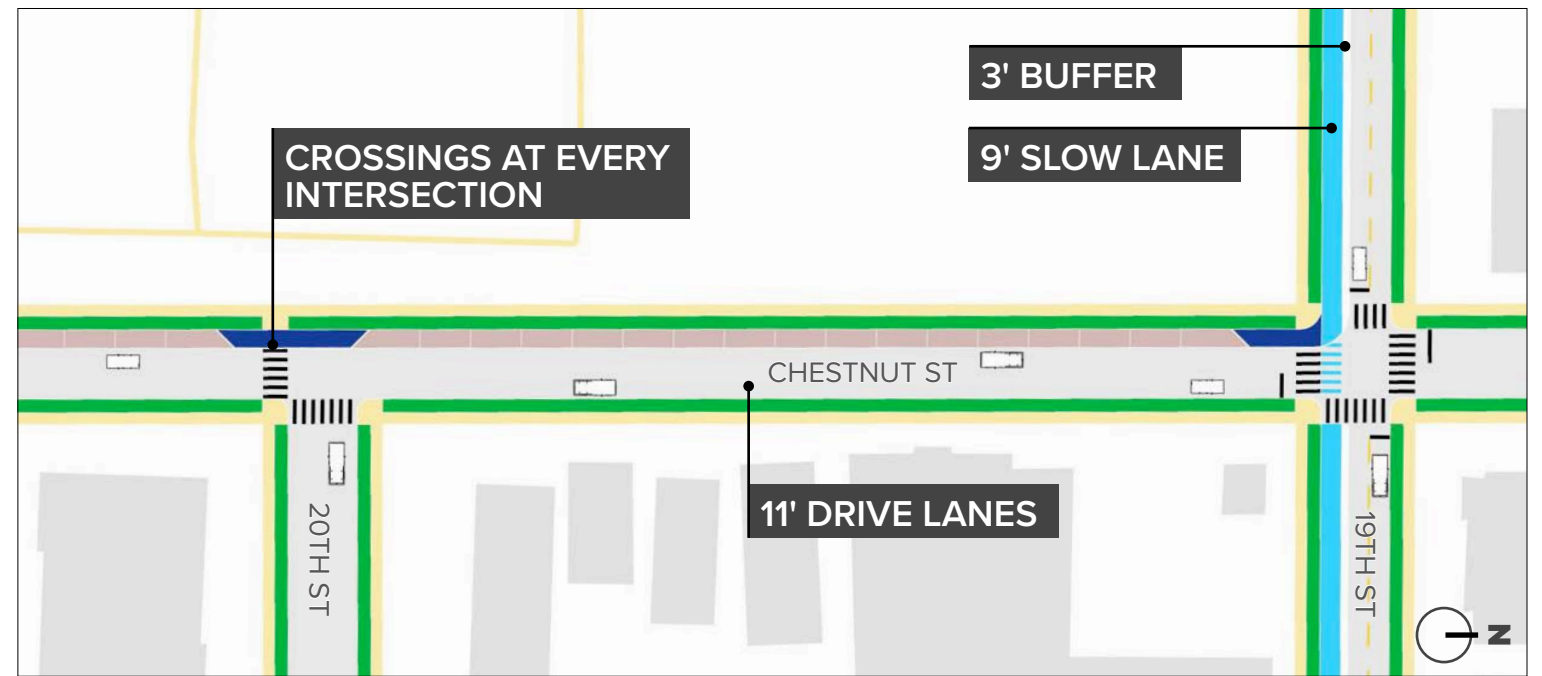 3' BUFFER
9' SLOW LANE
CROSSINGS AT EVERY
INTERSECTION
CHESTNUT ST
11' DRIVE LANES
20TH ST
19TH ST
N